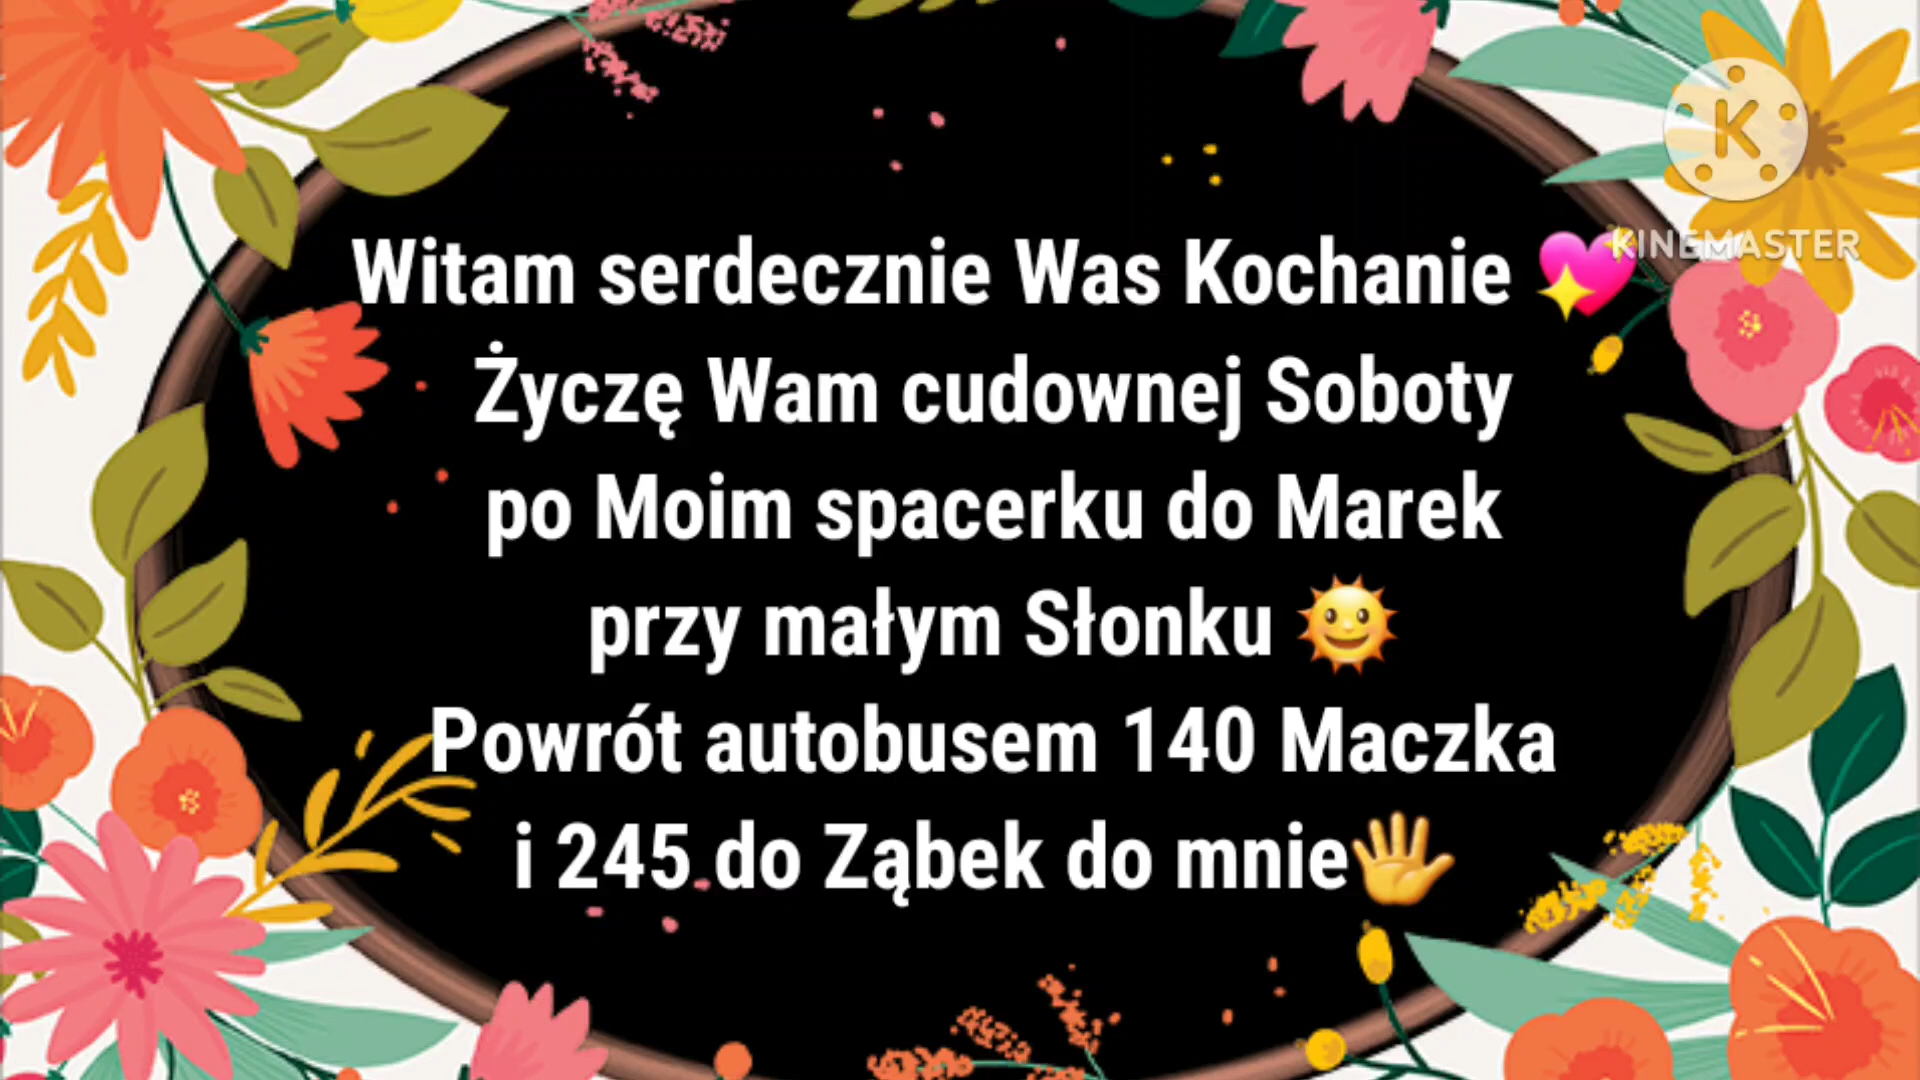 K
KINEMASTER
Witam serdecznie Was Kochanie 💖
Życzę Wam cudownej Soboty
po Moim spacerku do Marek
przy małym Słonku 🌞
Powrót autobusem 140 Maczka
i 245 do Ząbek do mnie🖐